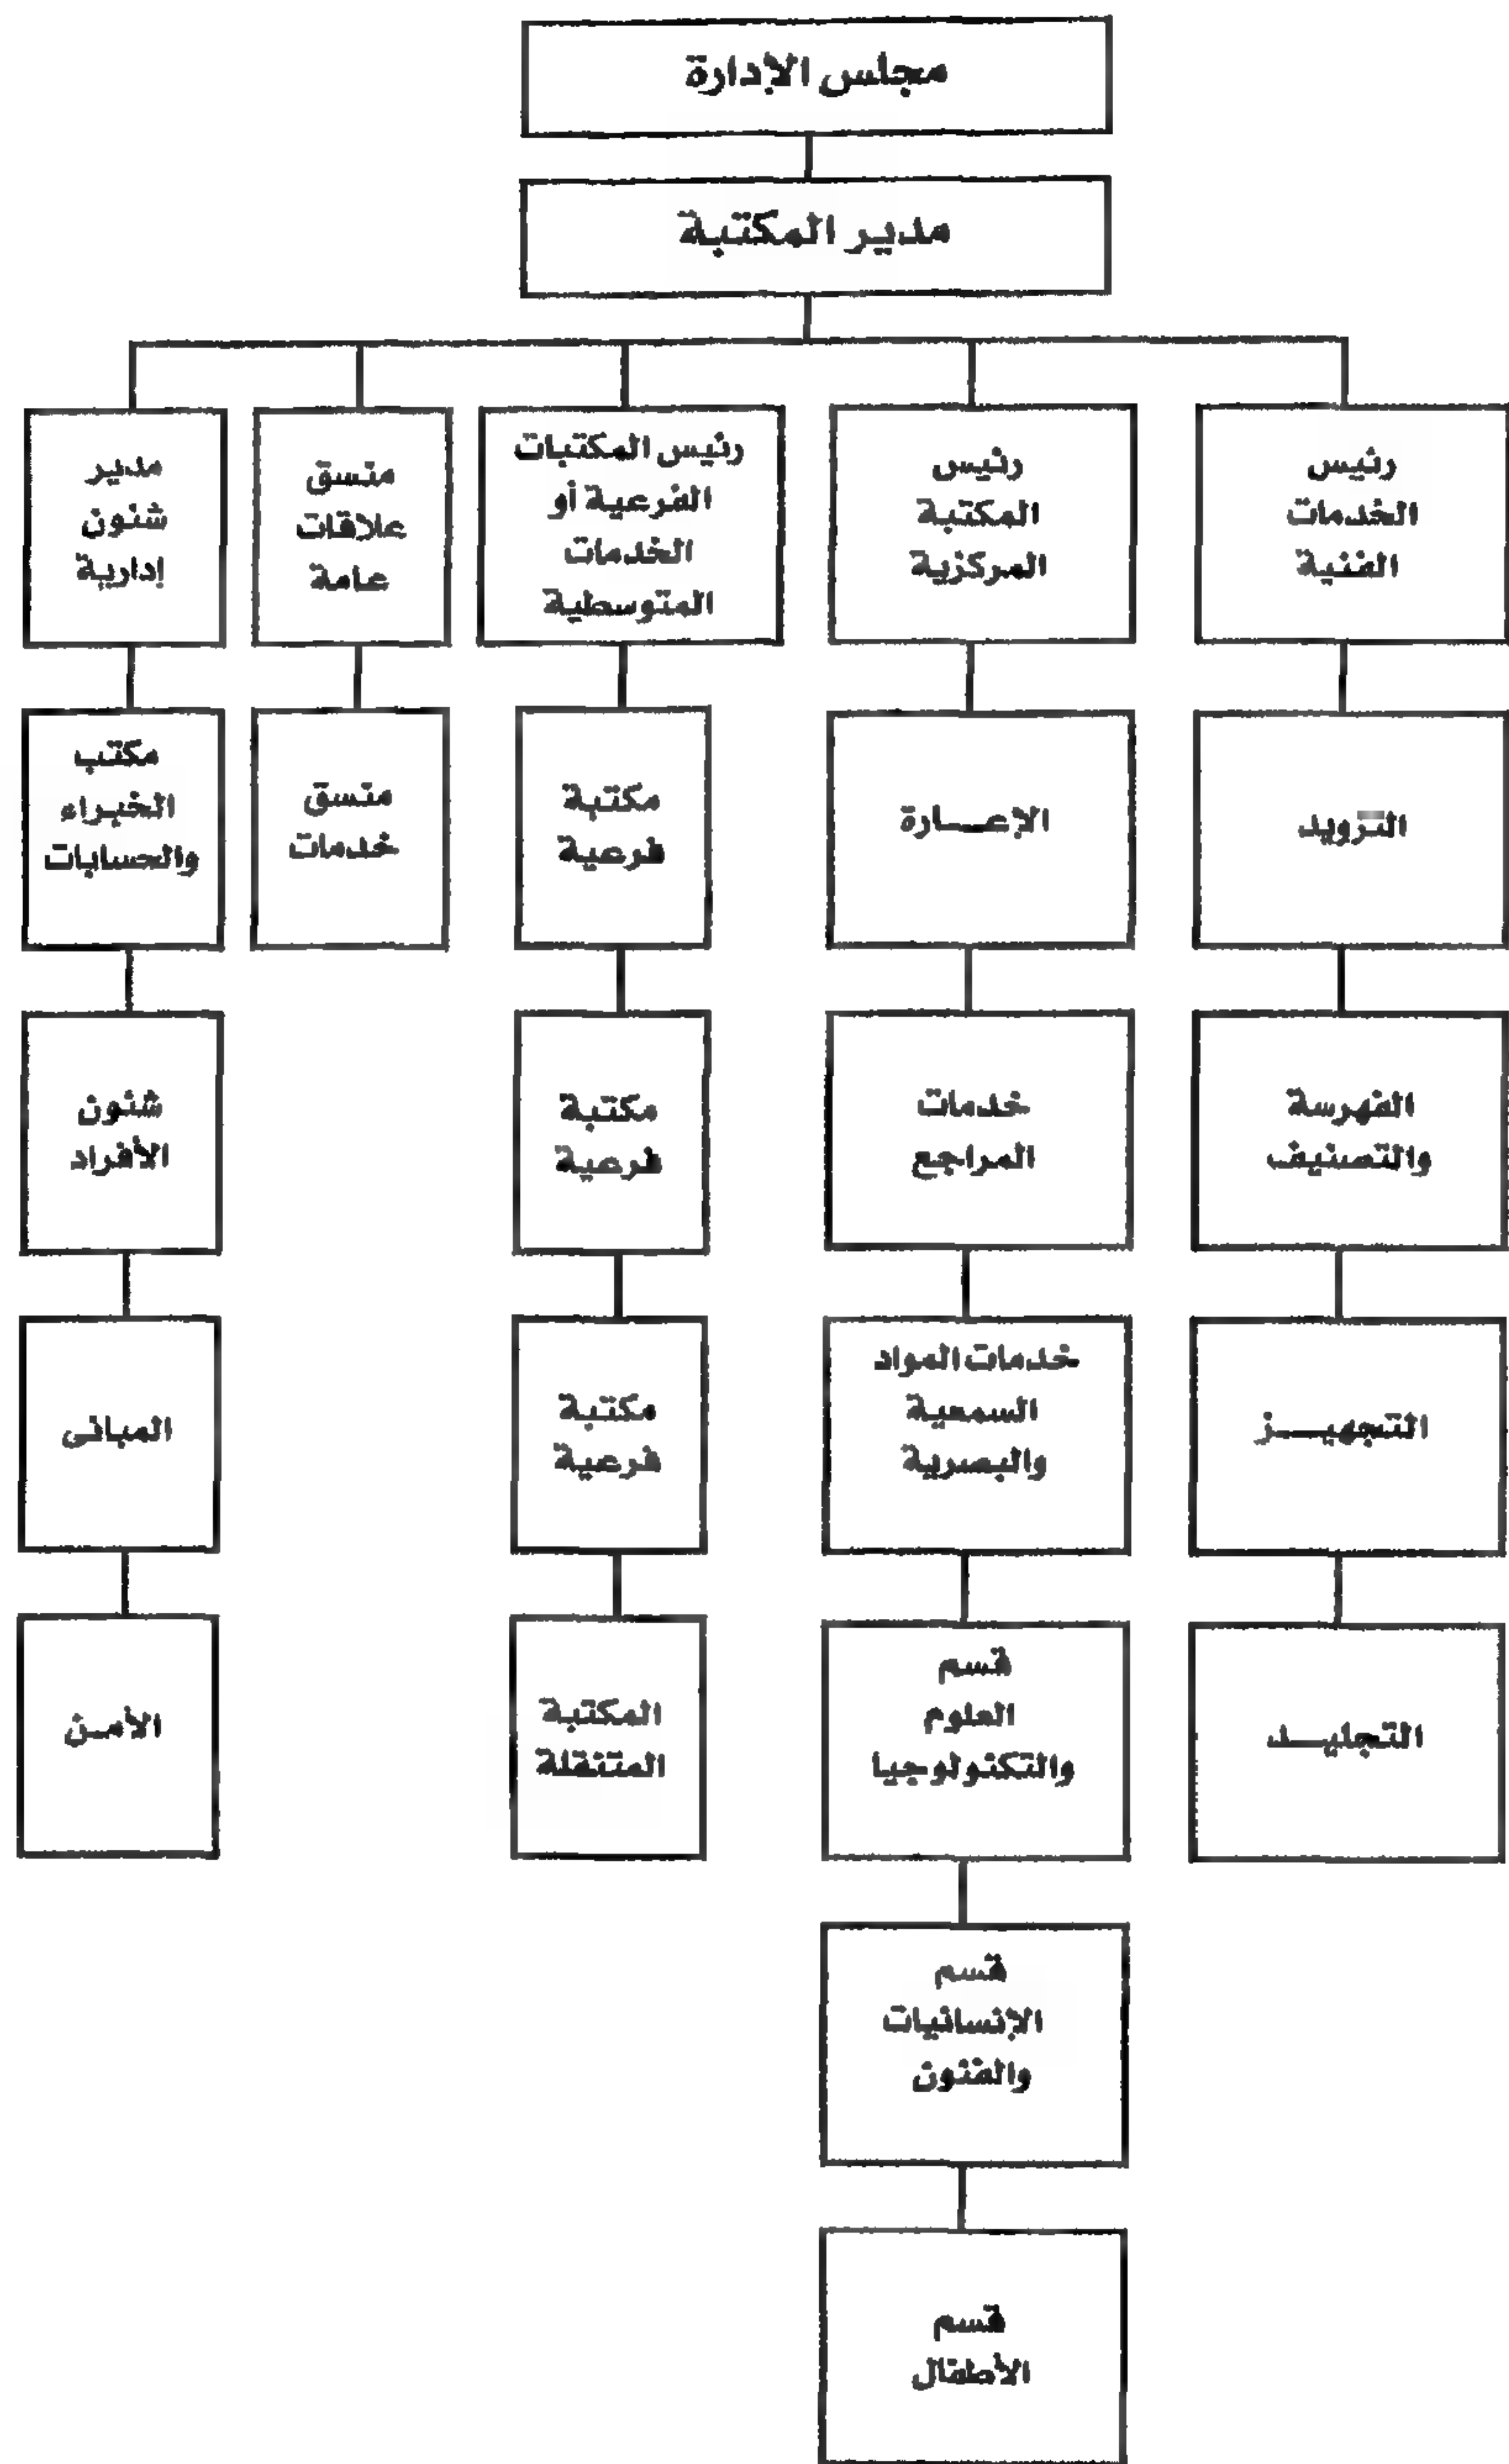 مجلس الإدارة
مدير المكتبة
رئيس
الخدمات
الفنية
التزويد
الفهرسة
والتصنيف
التجهيـــز
التجليـــد
رئيس
المكتبة
المركزية
الإعـــارة
خدمات
المراجع
خدمات المواد
السمعية
والبصرية
قسم
العلوم
والتكنولوجيا
قسم
الإنسانيات
والفنون
قسم
الأطفال
رئيس المكتبات
الفرعية أو
الخدمات
المتوسطية
مكتبة
فرعية
مكتبة
فرعية
مكتبة
فرعية
المكتبة
المتنقلة
منسق
علاقات
عامة
منسق
خدمات
مدير
شئون
إدارية
مكتب
الخبراء
والحسابات
شئون
الأفراد
المبانى
الأمـن